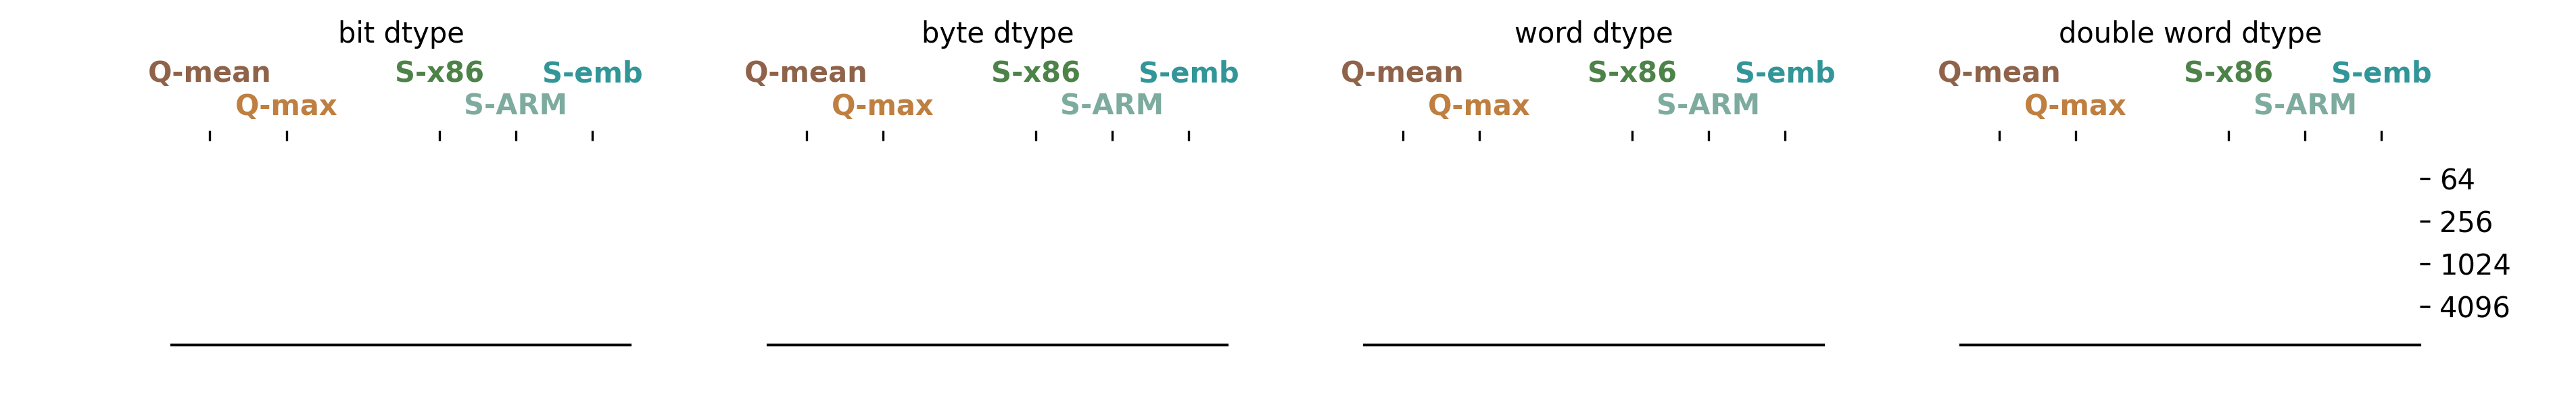 bit dtype
Q-mean S-x86 S-emb
Q-max S-ARM
byte dtype
Q-mean S-x86 S-emb
Q-max S-ARM
word dtype
Q-mean S-x86 S-emb
Q-max S-ARM
double word dtype
Q-mean S-x86 S-emb
Q-max S-ARM
64
256
1024
4096